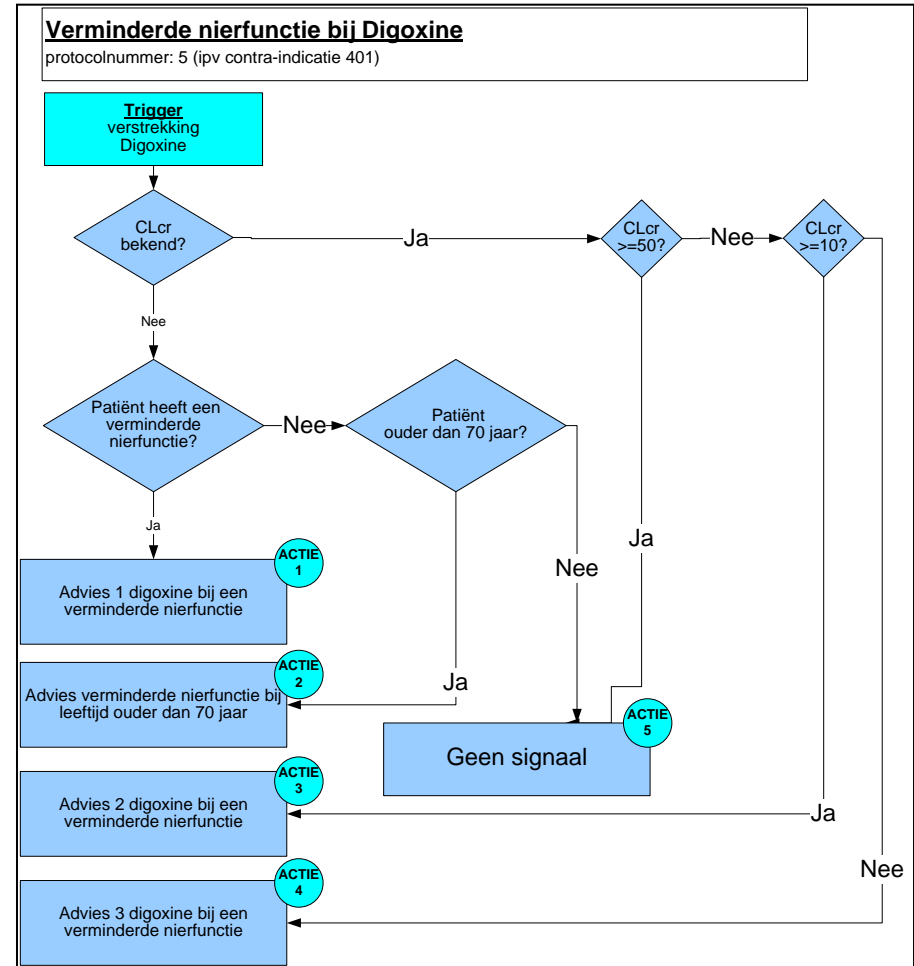 Verminderde nierfunctie bij Digoxine
protocolnummer: 5 (ipv contra-indicatie 401)
Trigger
verstrekking
Digoxine
CLcr
bekend?
Ja
CLcr
>=50?
Nee
CLcr
>=10?
Nee
Patiënt heeft een
verminderde
nierfunctie?
Nee
Patiënt
ouder dan 70 jaar?
Ja
Ja
Nee
ACTIE
1
Advies 1 digoxine bij een
verminderde nierfunctie
ACTIE
2
Advies verminderde nierfunctie bij
leeftijd ouder dan 70 jaar
Ja
ACTIE
5
Geen signaal
ACTIE
3
Advies 2 digoxine bij een
verminderde nierfunctie
Ja
Nee
ACTIE
4
Advies 3 digoxine bij een
verminderde nierfunctie